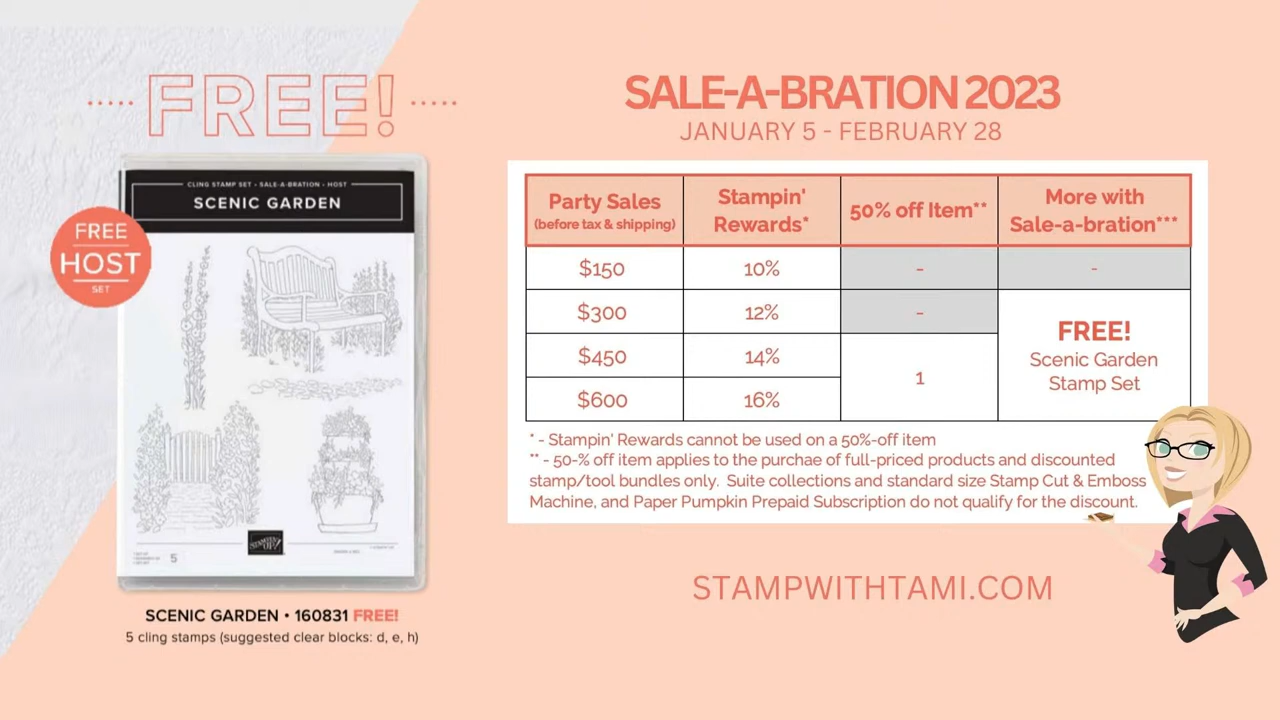 FREE!
CLING STAMP SET • SALE-A-BRATION • HOST
SCENIC GARDEN
FREE
HOST
SET
STAMPIN' UP!
5
SCENIC GARDEN • 160831 FREE!
5 cling stamps (suggested clear blocks: d, e, h)
SALE-A-BRATION 2023
JANUARY 5 - FEBRUARY 28
Party Sales (before tax & shipping) Stampin' Rewards* 50% off Item** More with Sale-a-bration***
$150 10% - -
$300 12% -
$450 14%
$600 16%
1
FREE!
Scenic Garden
Stamp Set
* - Stampin' Rewards cannot be used on a 50%-off item
** - 50-% off item applies to the purchae of full-priced products and discounted
stamp/tool bundles only. Suite collections and standard size Stamp Cut & Emboss
Machine, and Paper Pumpkin Prepaid Subscription do not qualify for the discount.
STAMPWITHTAMI.COM